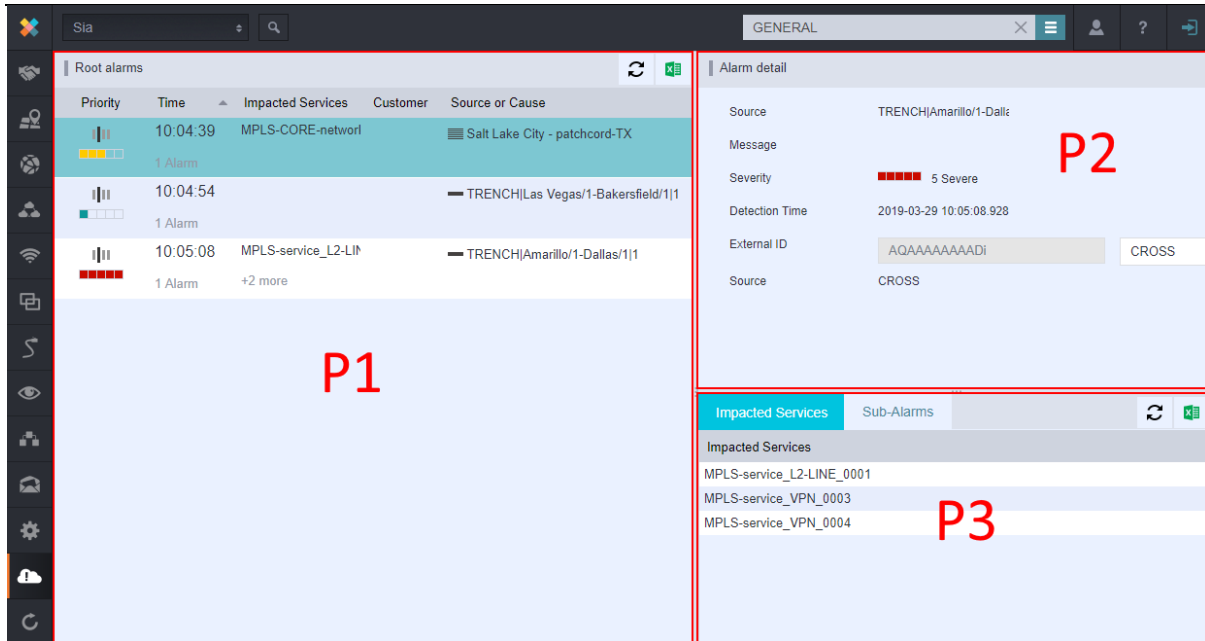 Sia
GENERAL
?
Root alarms
Priority Time Impacted Services Customer Source or Cause
10:04:39 MPLS-CORE-networl Salt Lake City - patchcord-TX
1 Alarm
10:04:54 TRENCH|Las Vegas/1-Bakersfield/1|1
1 Alarm
10:05:08 MPLS-service_L2-LIN TRENCH|Amarillo/1-Dallas/1|1
1 Alarm +2 more
P1
Alarm detail
Source TRENCH|Amarillo/1-Dalla
Message
Severity 5 Severe
Detection Time 2019-03-29 10:05:08.928
External ID AQAAAAAAADi CROSS
Source CROSS
P2
Impacted Services Sub-Alarms
Impacted Services
MPLS-service_L2-LINE_0001
MPLS-service_VPN_0003
MPLS-service_VPN_0004
P3